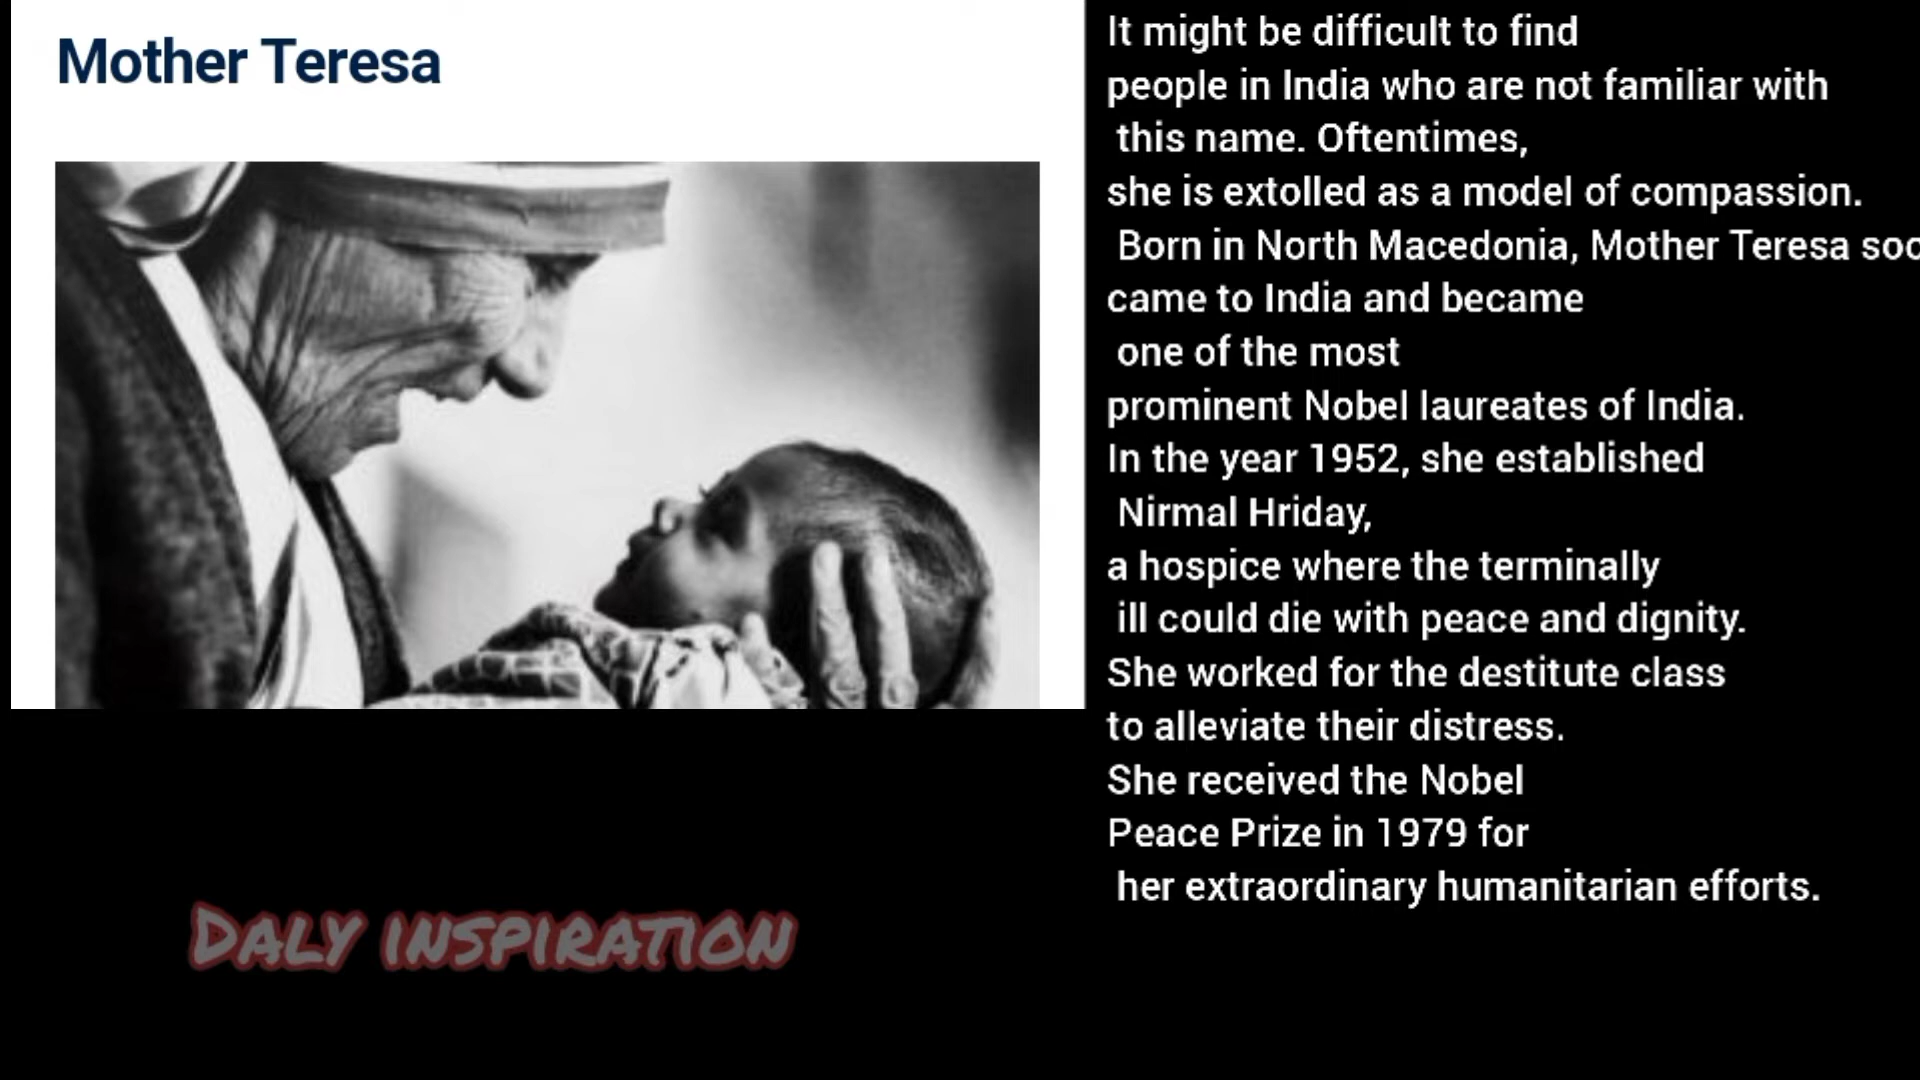 Mother Teresa
It might be difficult to find
people in India who are not familiar with
this name. Oftentimes,
she is extolled as a model of compassion.
Born in North Macedonia, Mother Teresa soo
came to India and became
one of the most
prominent Nobel laureates of India.
In the year 1952, she established
Nirmal Hriday,
a hospice where the terminally
ill could die with peace and dignity.
She worked for the destitute class
to alleviate their distress.
She received the Nobel
Peace Prize in 1979 for
her extraordinary humanitarian efforts.
DALY INSPIRATION